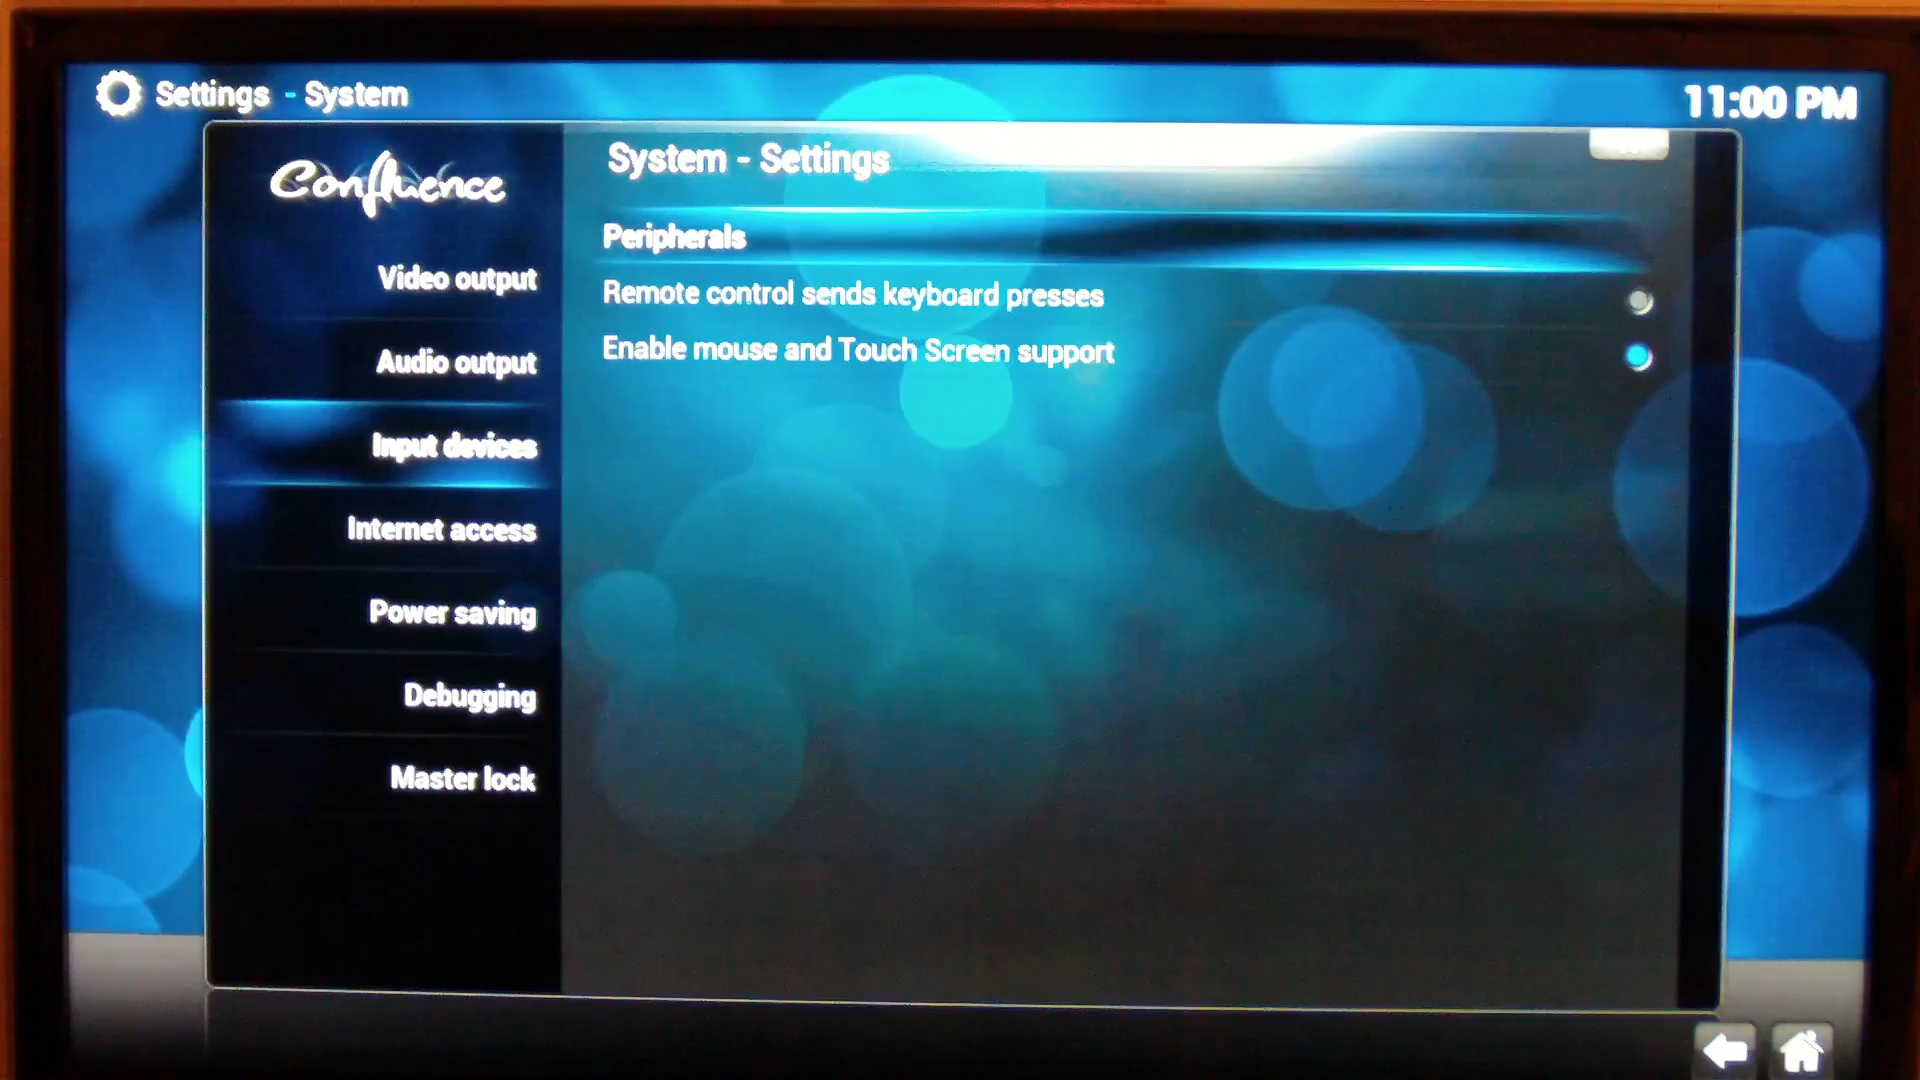 Settings - System
11:00 PM
Confluence
System - Settings
Video output
Audio output
Input devices
Internet access
Power saving
Debugging
Master lock
Peripherals
Remote control sends keyboard presses
Enable mouse and Touch Screen support